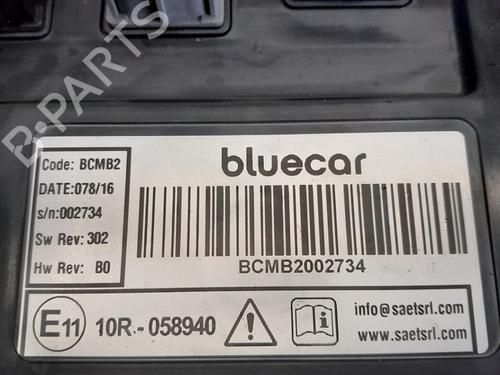 B-PARTS
Code: BCMB2
DATE:078/16
s/n:002734
Sw Rev: 302
Hw Rev: B0
bluecar
BCMB2002734
E11
10R-058940
info@saetsrl.com
www.saetsrl.com